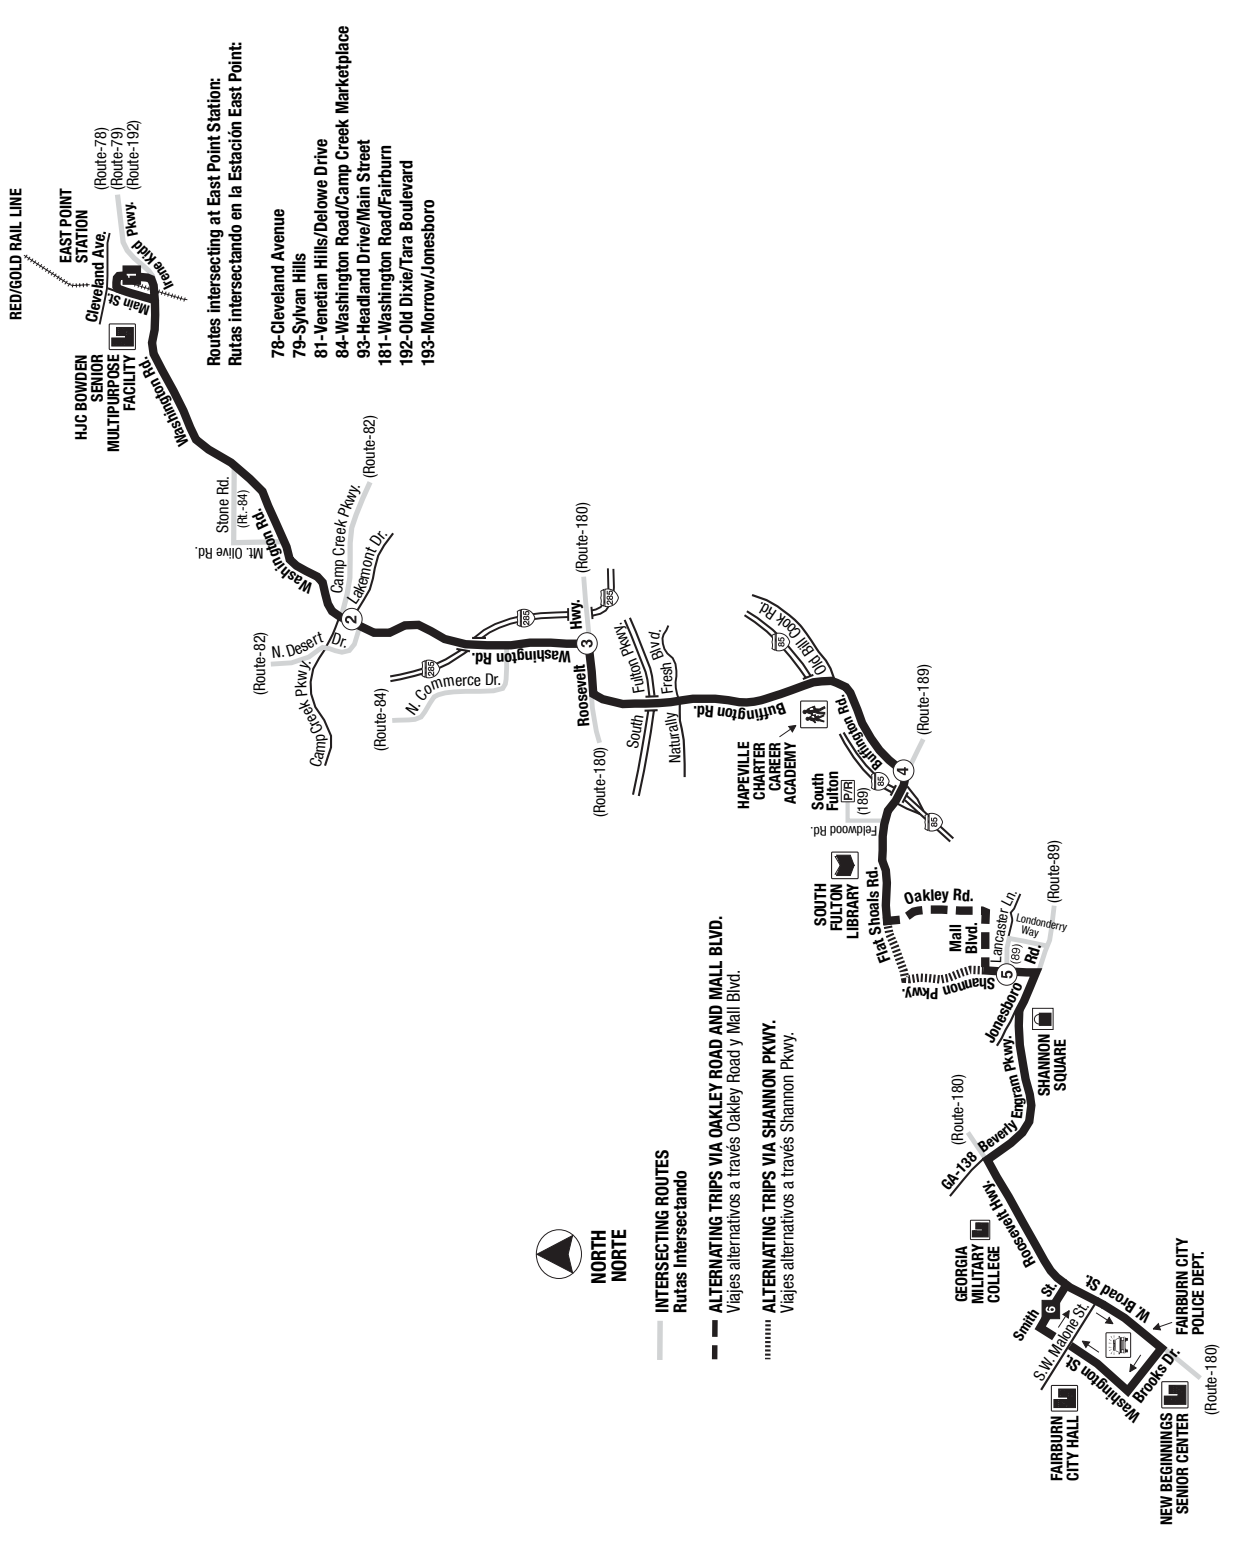 RED/GOLD RAIL LINE
EAST POINT
STATION
(Route-78)
(Route-79)
(Route-192)
Cleveland Ave.
Main St.
Irene Kidd
Pkwy.
1
HJC BOWDEN
SENIOR
MULTIPURPOSE
FACILITY
Washington Rd.
Routes intersecting at East Point Station:
Rutas intersectando en la Estación East Point:
78-Cleveland Avenue
79-Sylvan Hills
81-Venetian Hills/Delowe Drive
84-Washington Road/Camp Creek Marketplace
93-Headland Drive/Main Street
181-Washington Road/Fairburn
192-Old Dixie/Tara Boulevard
193-Morrow/Jonesboro
Stone Rd.
(Rt.-84)
Mt. Olive Rd.
Washington Rd.
Camp Creek Pkwy.
(Route-82)
Lakemont Dr.
2
(Route-82)
N. Desert Dr.
Camp Creek Pkwy.
285
285
285
(Route-84)
N. Commerce Dr.
Washington Rd.
Roosevelt
Hwy.
3
(Route-180)
(Route-180)
South
Fulton Pkwy.
Naturally
Fresh Blvd.
Buffington Rd.
85
Old Bill Cook Rd.
HAPEVILLE
CHARTER
CAREER
ACADEMY
Buffington Rd.
85
85
4
(Route-189)
South
Fulton
P/R
(189)
Feldwood Rd.
SOUTH
FULTON
LIBRARY
Flat Shoals Rd.
Oakley Rd.
Mall
Blvd.
Shannon Pkwy.
Lancaster Ln.
Londonderry
Way
(89)
(Route-89)
5
Jonesboro
Rd.
SHANNON
SQUARE
Beverly Engram Pkwy.
(Route-180)
GA-138
Roosevelt Hwy.
GEORGIA
MILITARY
COLLEGE
Smith
St.
6
S.W. Malone St.
W. Broad St.
Washington St.
Brooks Dr.
FAIRBURN CITY
POLICE DEPT.
FAIRBURN
CITY HALL
NEW BEGINNINGS
SENIOR CENTER
(Route-180)
NORTH
NORTE
INTERSECTING ROUTES
Rutas Intersectando
ALTERNATING TRIPS VIA OAKLEY ROAD AND MALL BLVD.
Viajes alternativos a través Oakley Road y Mall Blvd.
ALTERNATING TRIPS VIA SHANNON PKWY.
Viajes alternativos a través Shannon Pkwy.